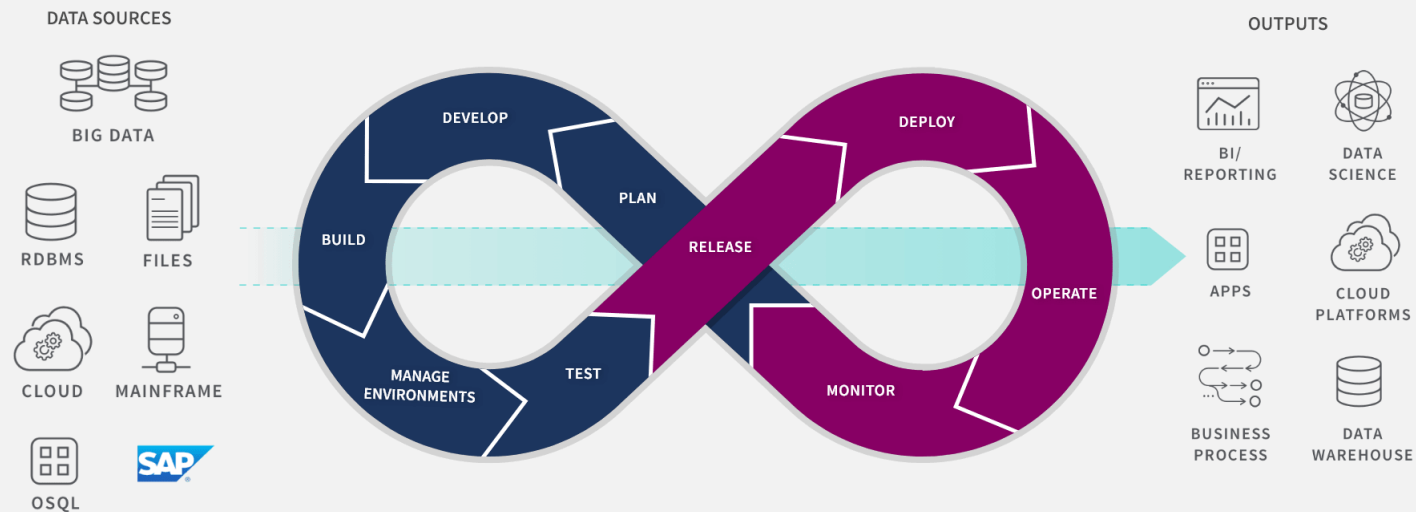 DATA SOURCES
BIG DATA
RDBMS
FILES
CLOUD
MAINFRAME
OSQL
SAP
®
DEVELOP
PLAN
BUILD
MANAGE
ENVIRONMENTS
TEST
RELEASE
DEPLOY
OPERATE
MONITOR
OUTPUTS
BI/
REPORTING
DATA
SCIENCE
APPS
CLOUD
PLATFORMS
BUSINESS
PROCESS
DATA
WAREHOUSE